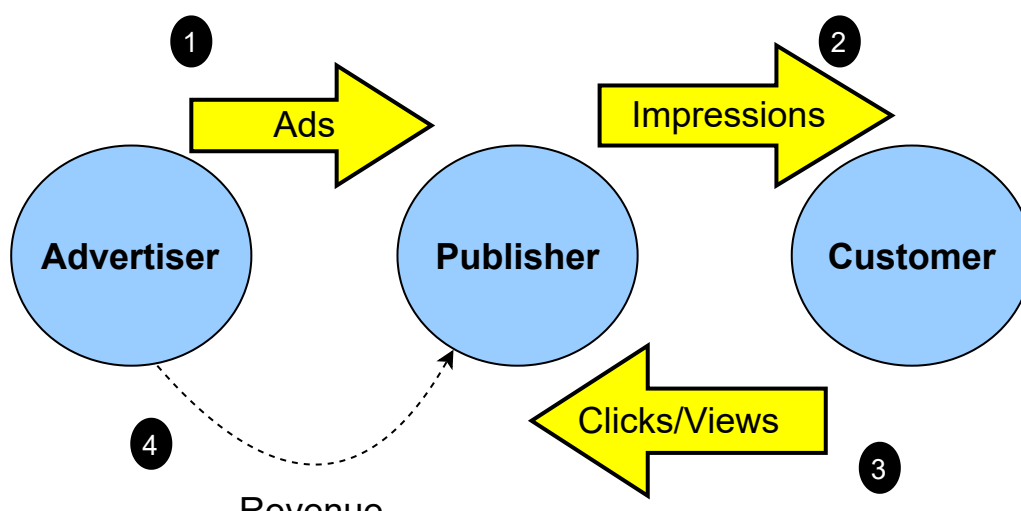 1
2
Ads
Impressions
Advertiser
Publisher
Customer
Clicks/Views
4
3
Revenue